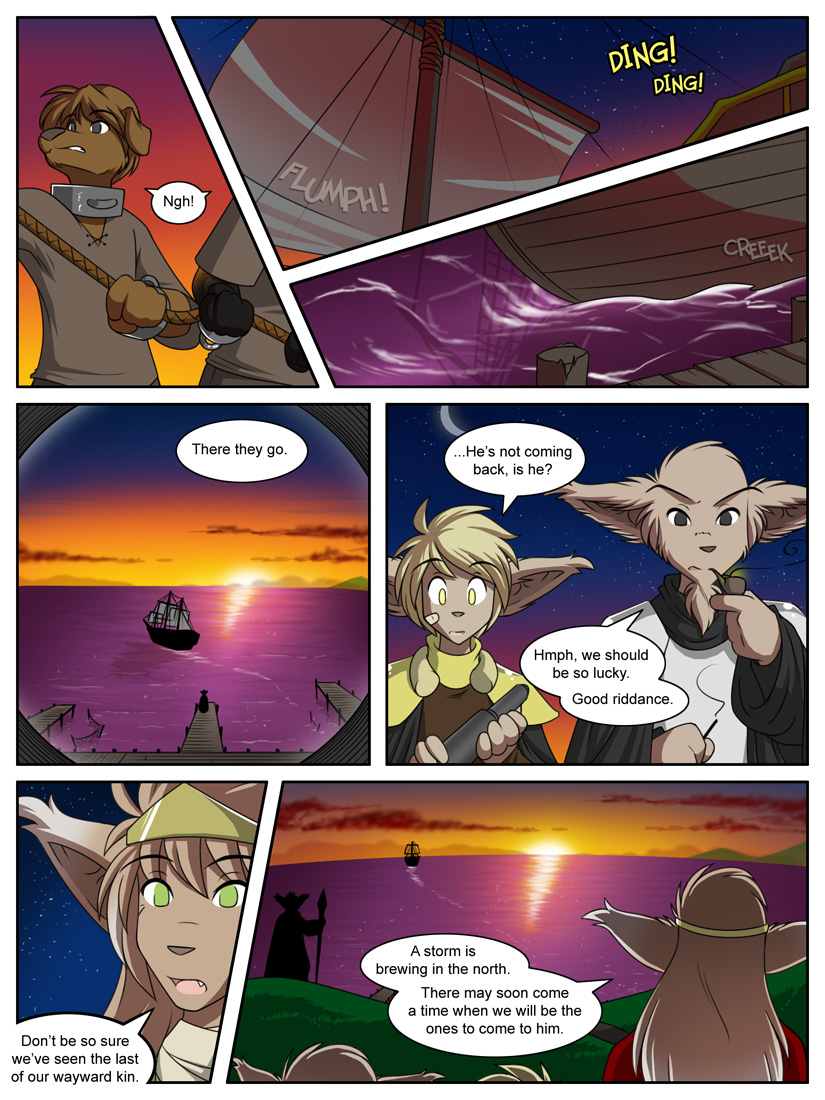 Ngh!
FLUMPH!
DING!
DING!
CREEEK
There they go.
...He's not coming
back, is he?
Hmph, we should
be so lucky.
Good riddance.
Don't be so sure
we've seen the last
of our wayward kin.
A storm is
brewing in the north.
There may soon come
a time when we will be the
ones to come to him.